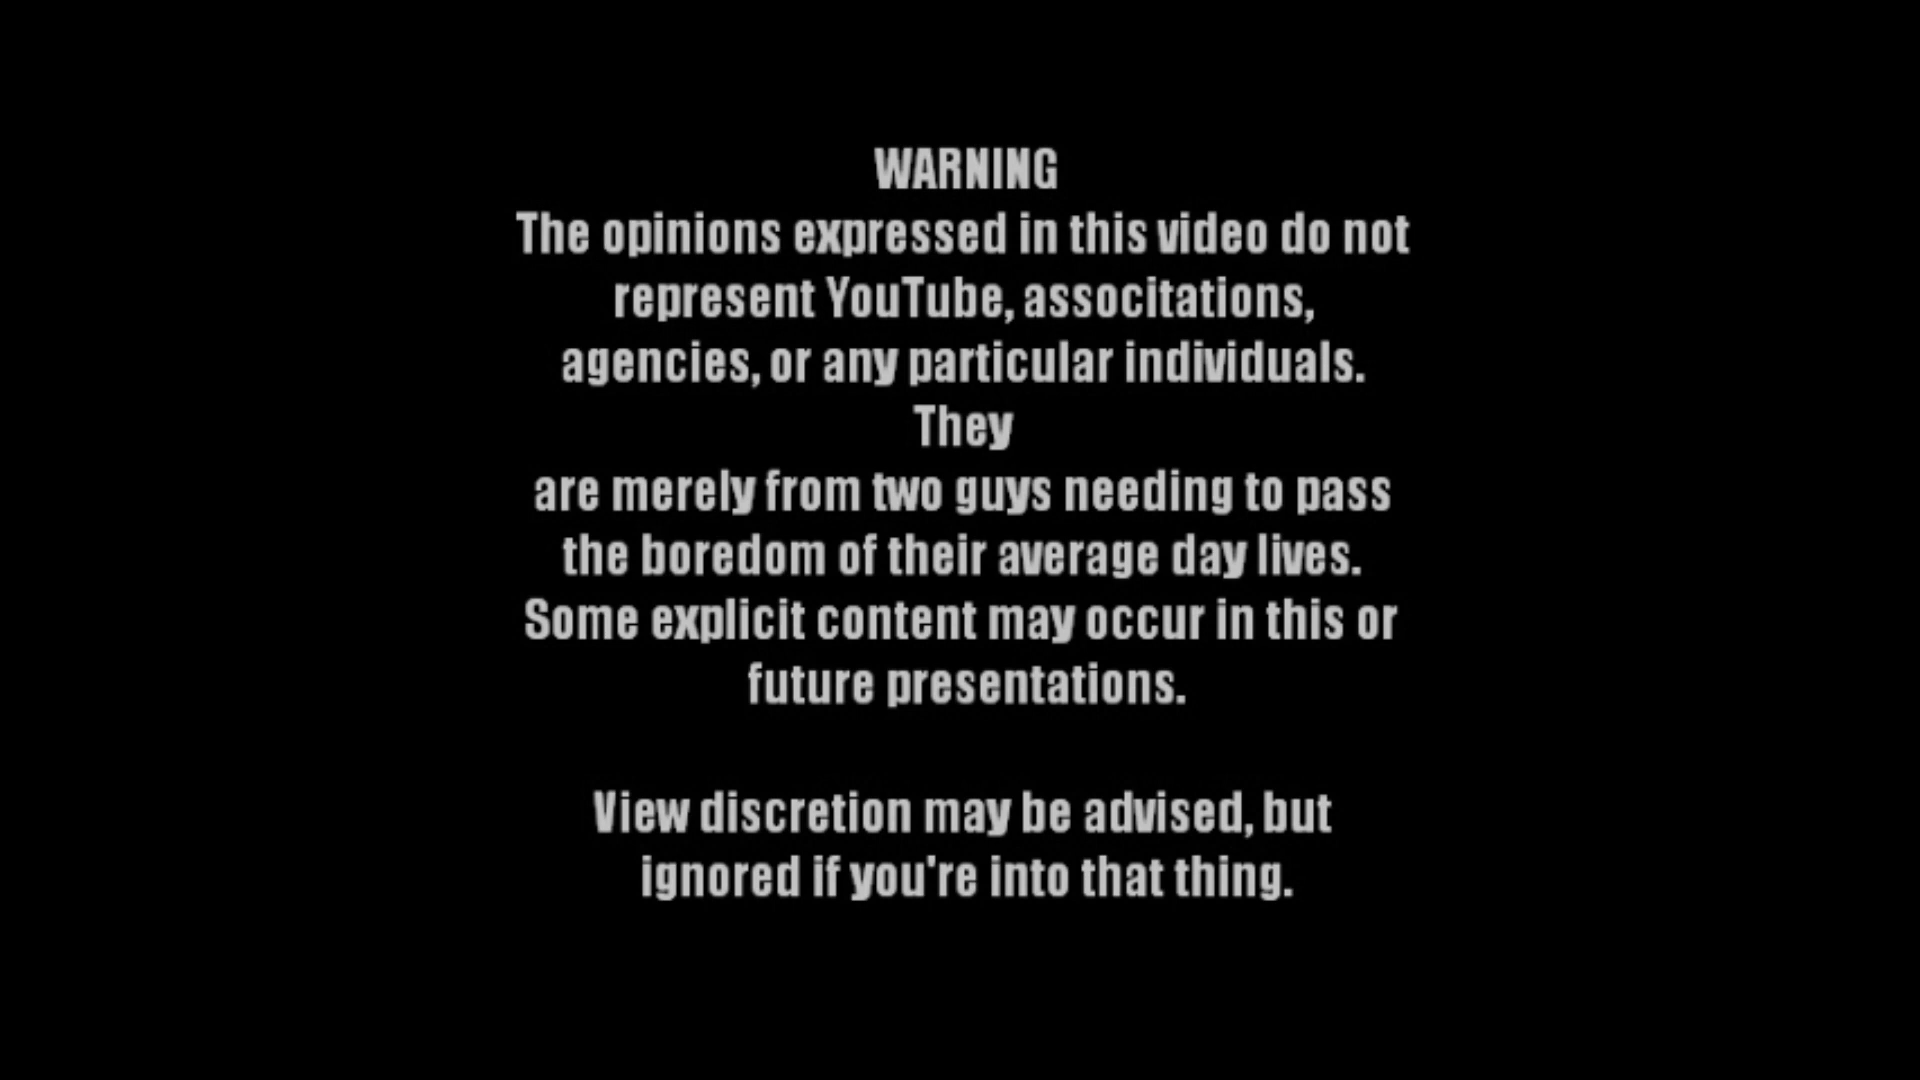 WARNING
The opinions expressed in this video do not
represent YouTube, associtations,
agencies, or any particular individuals.
They
are merely from two guys needing to pass
the boredom of their average day lives.
Some explicit content may occur in this or
future presentations.
View discretion may be advised, but
ignored if you're into that thing.